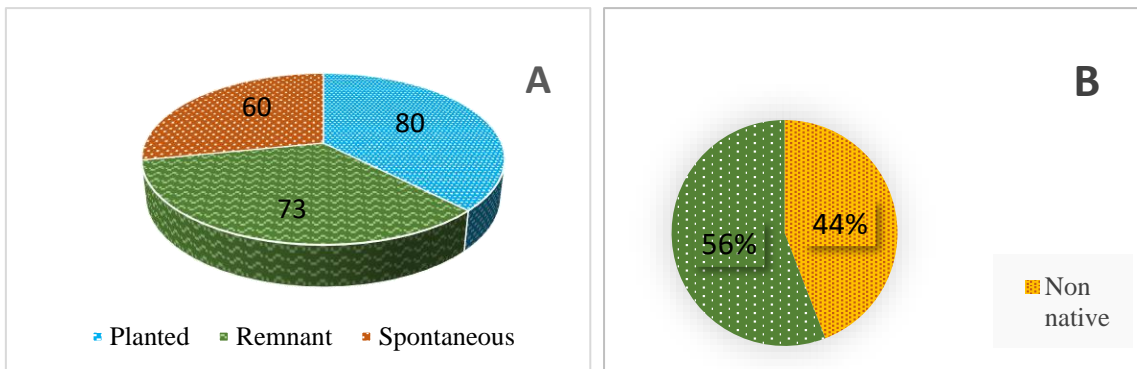 A
60
80
73
Planted Remnant Spontaneous
B
44%
56%
Non
native